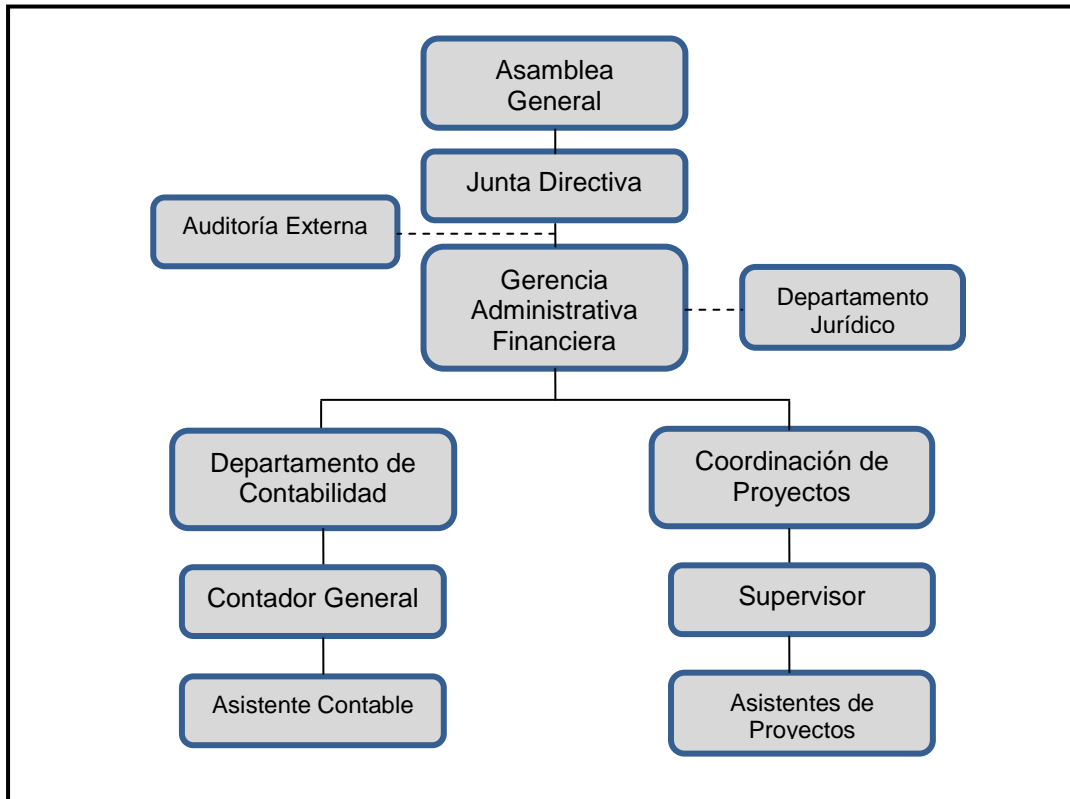 Asamblea
General
Junta Directiva
Auditoría Externa
Gerencia
Administrativa
Financiera
Departamento
Jurídico
Departamento de
Contabilidad
Coordinación de
Proyectos
Contador General
Supervisor
Asistente Contable
Asistentes de
Proyectos